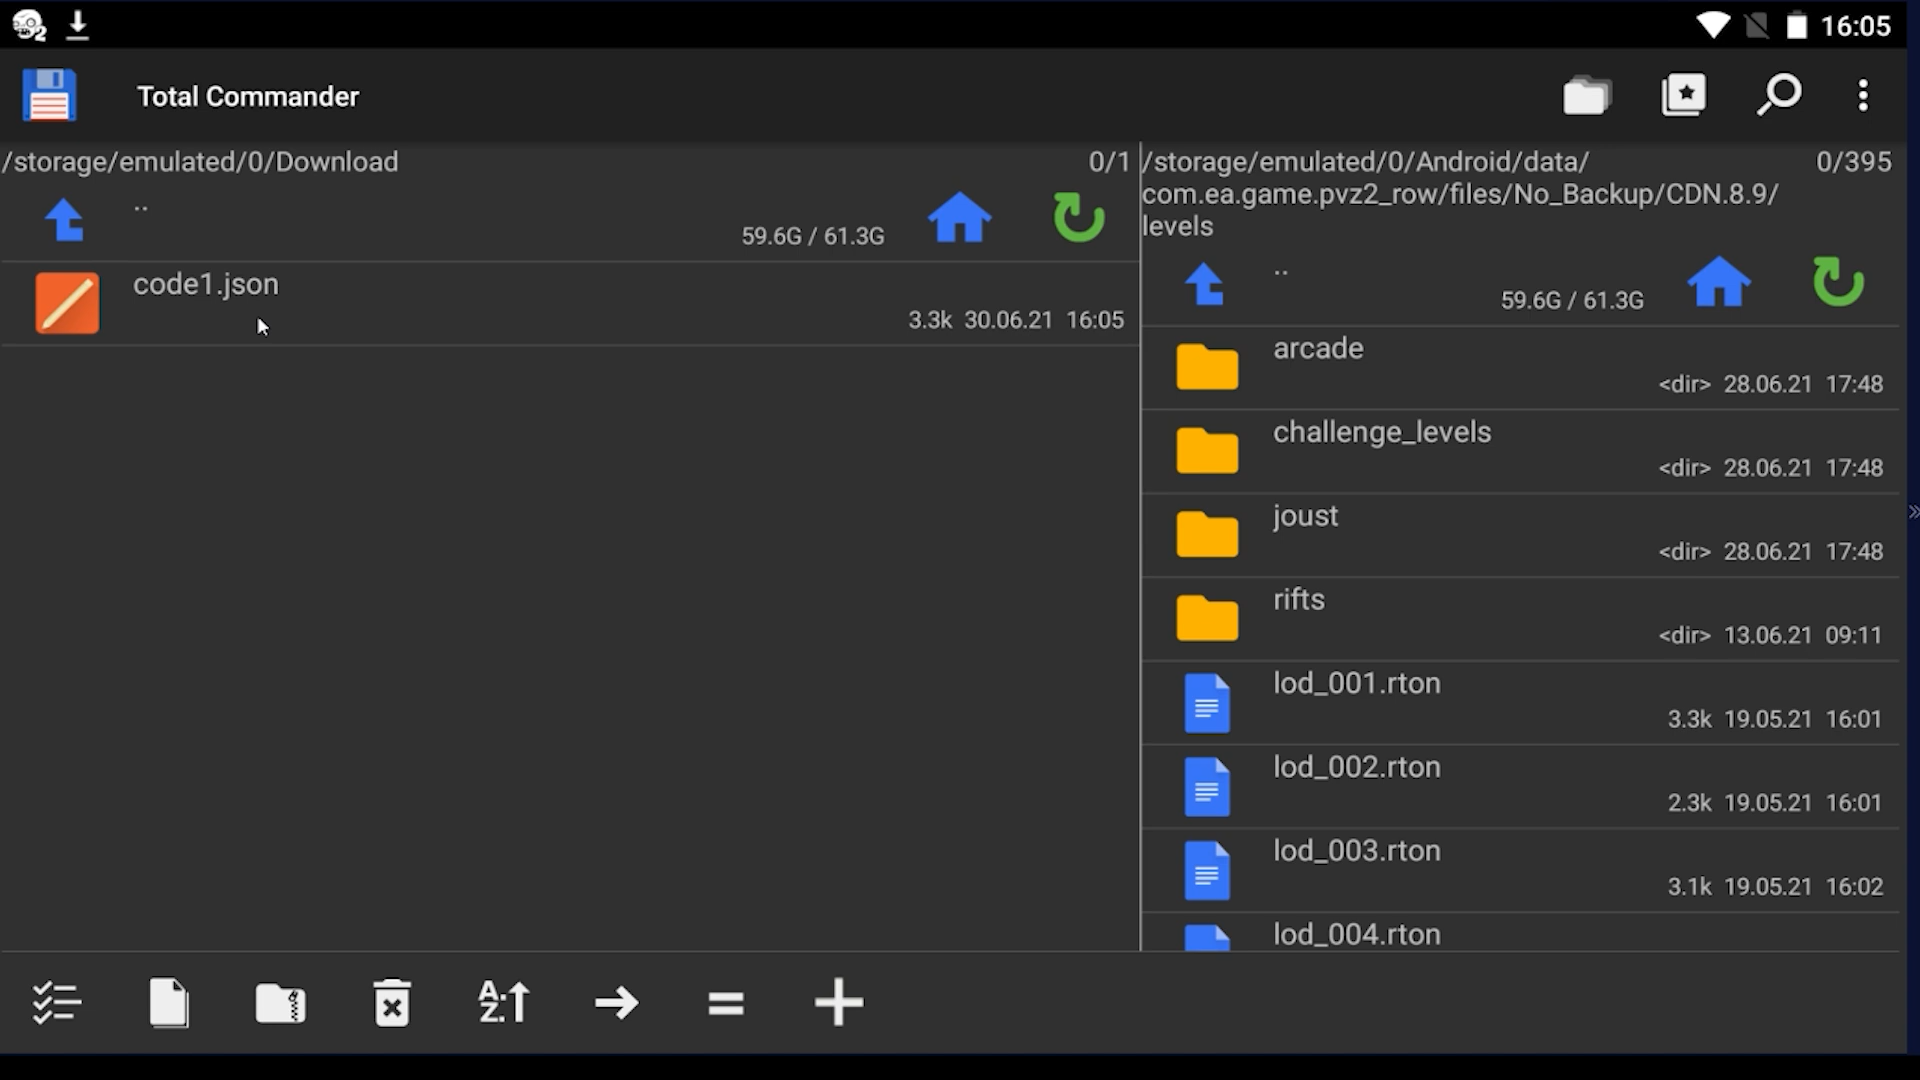 16:05
Total Commander
/storage/emulated/0/Download
0/1
..
59.6G / 61.3G
code1.json
3.3k 30.06.21 16:05
/storage/emulated/0/Android/data/
0/395
com.ea.game.pvz2_row/files/No_Backup/CDN.8.9/
levels
..
59.6G / 61.3G
arcade
<dir> 28.06.21 17:48
challenge_levels
<dir> 28.06.21 17:48
joust
<dir> 28.06.21 17:48
rifts
<dir> 13.06.21 09:11
lod_001.rton
3.3k 19.05.21 16:01
lod_002.rton
2.3k 19.05.21 16:01
lod_003.rton
3.1k 19.05.21 16:02
lod_004.rton